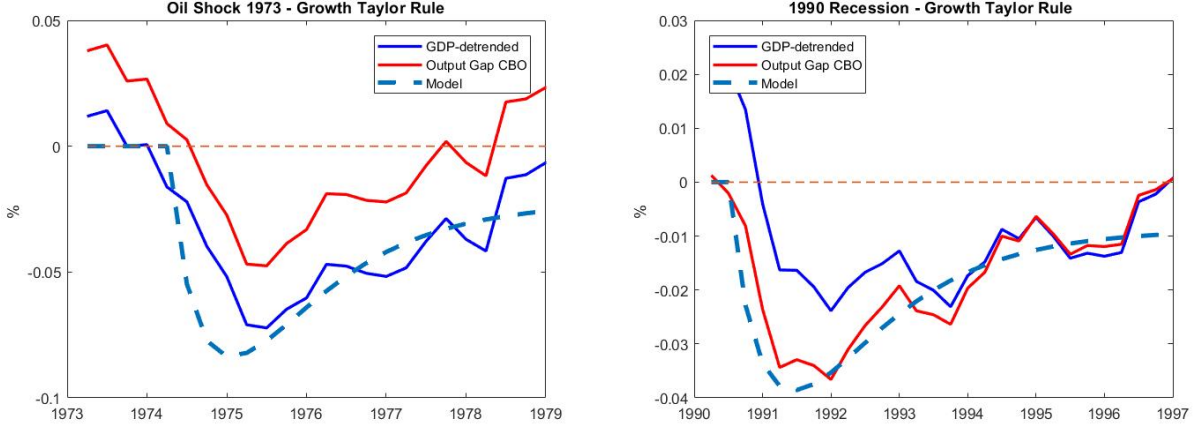 Oil Shock 1973 - Growth Taylor Rule
0.05
0
-0.05
-0.1
%
GDP-detrended
Output Gap CBO
Model
1973 1974 1975 1976 1977 1978 1979
1990 Recession - Growth Taylor Rule
0.03
0.02
0.01
0
-0.01
-0.02
-0.03
-0.04
%
GDP-detrended
Output Gap CBO
Model
1990 1991 1992 1993 1994 1995 1996 1997